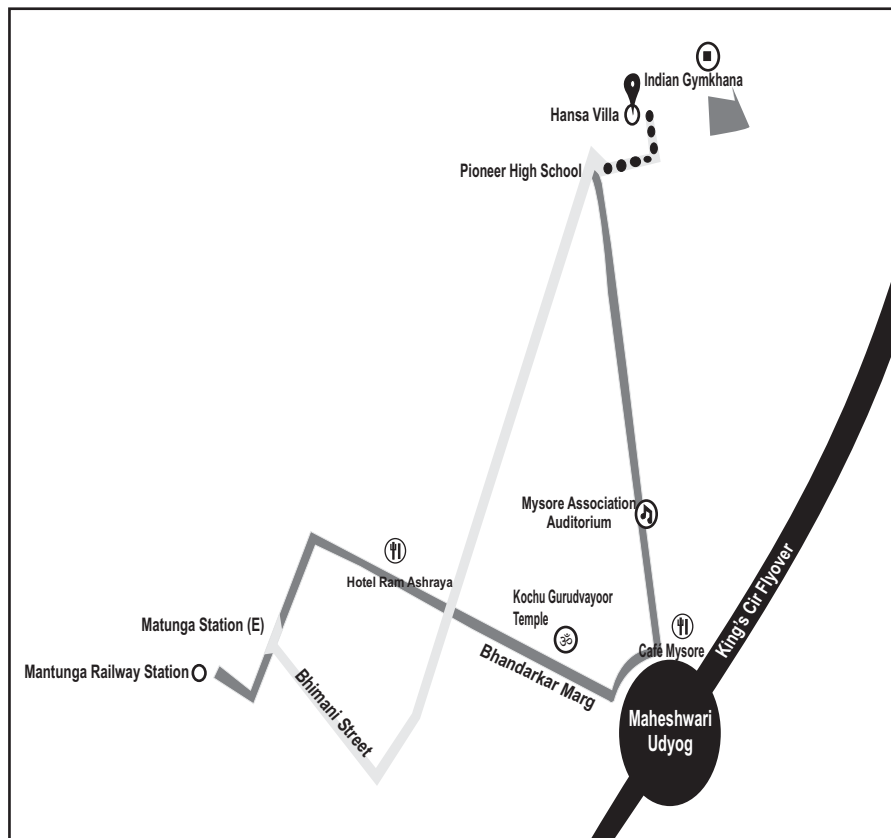 Indian Gymkhana
Hansa Villa
Pioneer High School
Mysore Association
Auditorium
King's Cir Flyover
Hotel Ram Ashraya
Kochu Gurudvayoor
Temple
Matunga Station (E)
Café Mysore
Mantunga Railway Station
Bhandarkar Marg
Bhimani Street
Maheshwari
Udyog
ॐ